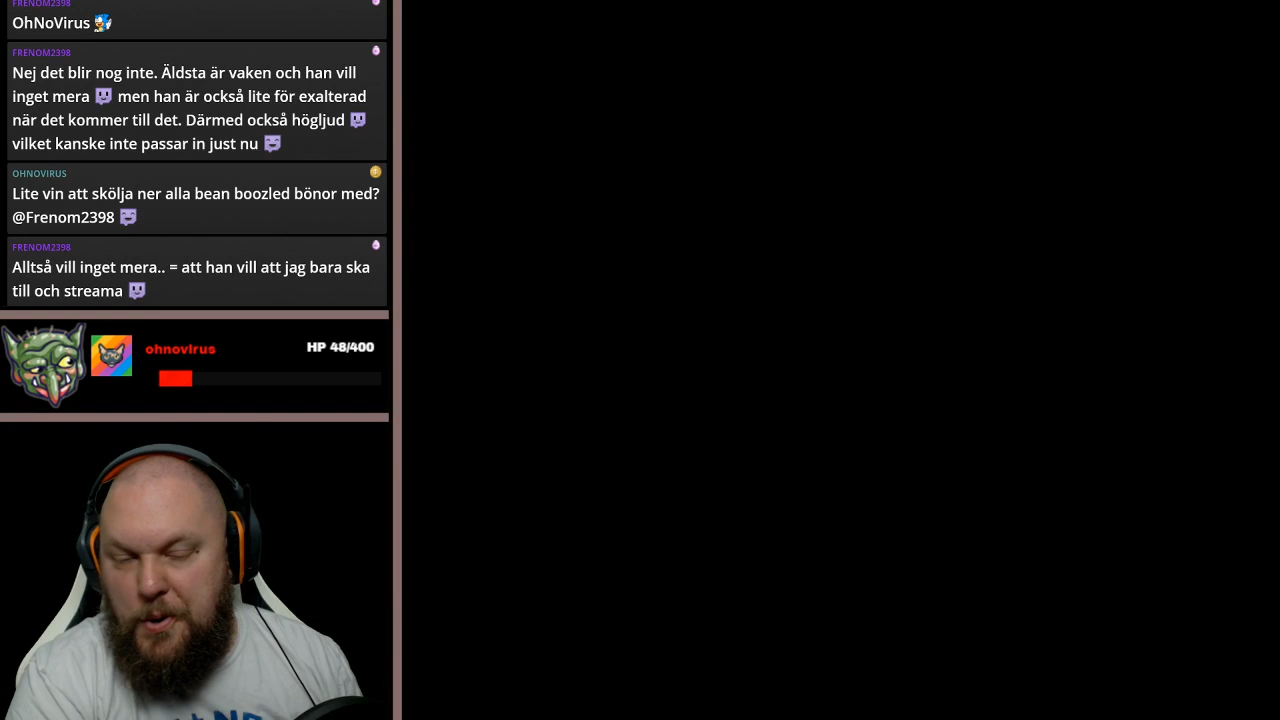 FRENOM2398
OhNoVirus
FRENOM2398
Nej det blir nog inte. Äldsta är vaken och han vill
inget mera men han är också lite för exalterad
när det kommer till det. Därmed också högljud
vilket kanske inte passar in just nu
OHNOVIRUS
Lite vin att skölja ner alla bean boozled bönor med?
@Frenom2398
FRENOM2398
Alltså vill inget mera.. = att han vill att jag bara ska
till och streama
ohnovirus
HP 48/400